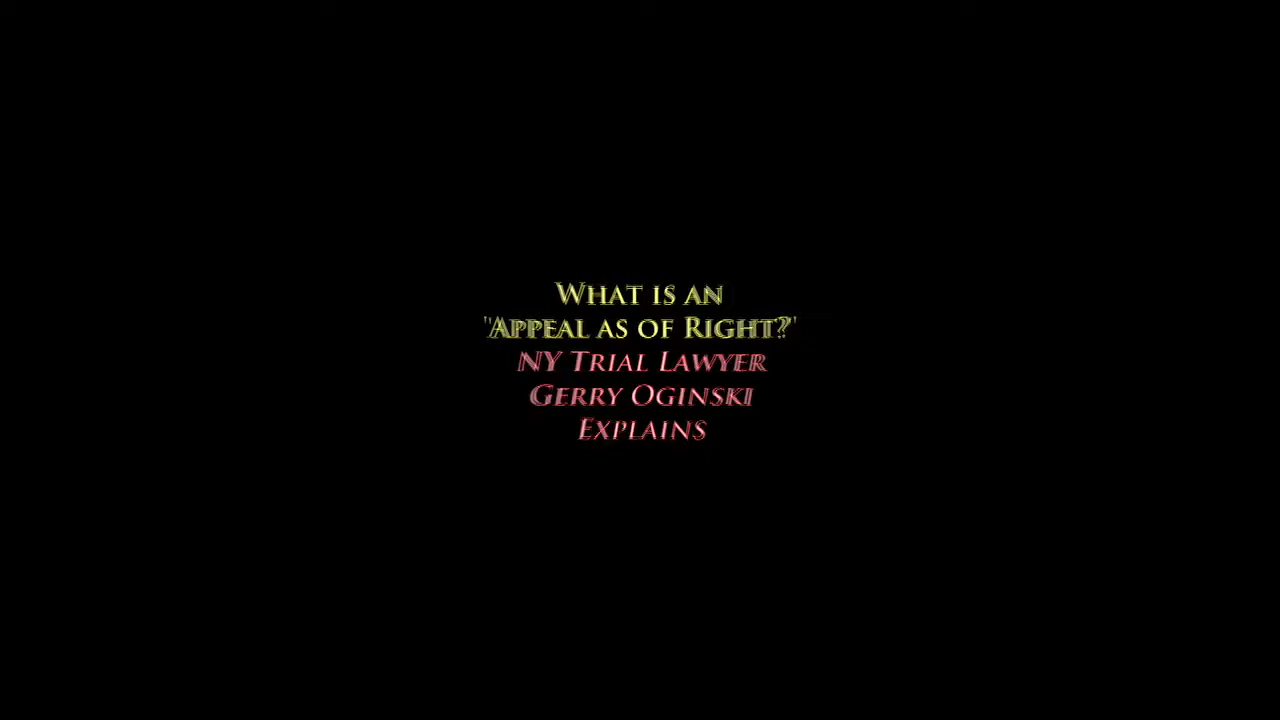 What is an
"Appeal as of Right?"
NY Trial Lawyer
Gerry Oginski
Explains